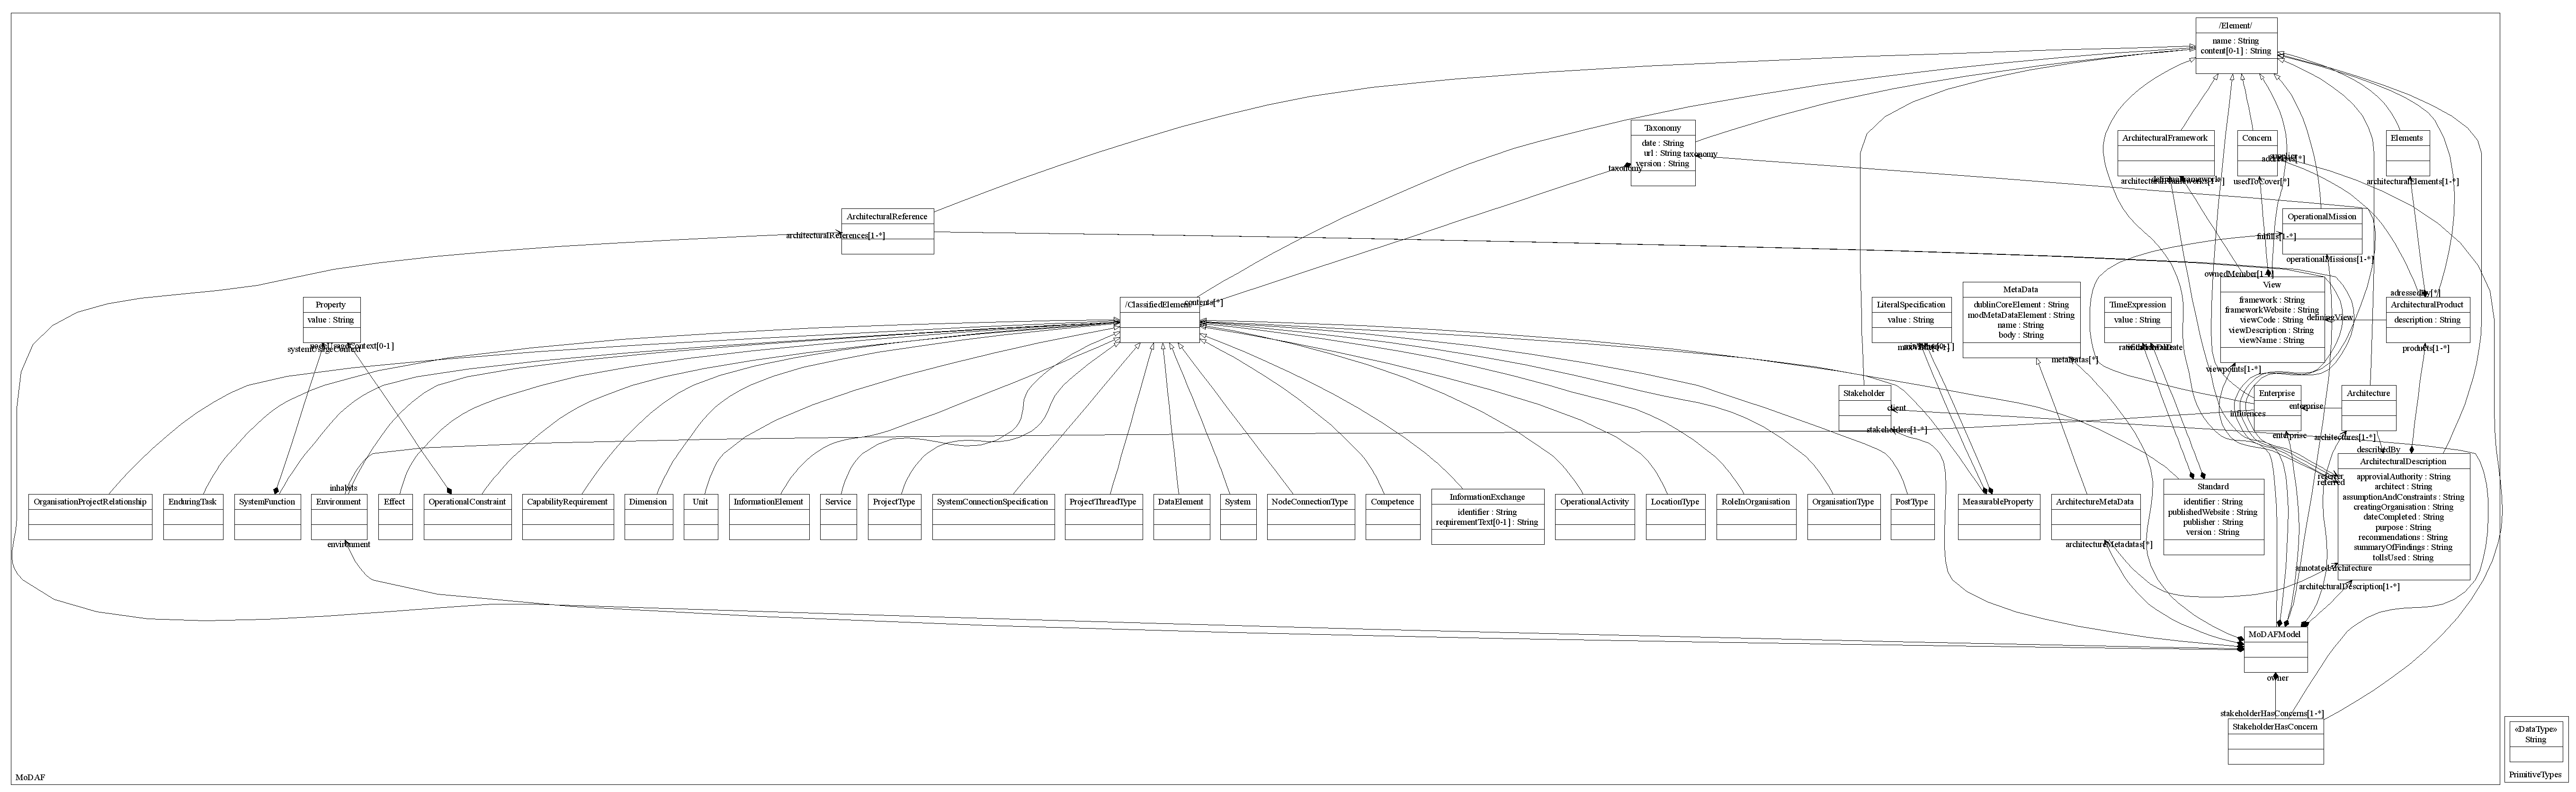 /Element/
name : String
content[0-1] : String
Taxonomy
date : String
url : String
version : String
taxonomy
taxonomy
ArchitecturalFramework
Concern
Elements
usedToCover[*]
architecturalElements[1-*]
ArchitecturalReference
architecturalReferences[1-*]
OperationalMission
fulfills[1-*]
operationalMissions[1-*]
ownedMember[1-*]
Property
value : String
nodeUsageContext[0-1]
systemUsageContext
/ClassifiedElement/
contents[*]
LiteralSpecification
value : String
MetaData
dublinCoreElement : String
modMetaDataElement : String
name : String
body : String
metaDatas[*]
TimeExpression
value : String
View
framework : String
frameworkWebsite : String
viewCode : String
viewDescription : String
viewName : String
definingView
viewpoints[1-*]
adressedBy[*]
ArchitecturalProduct
description : String
products[1-*]
Stakeholder
client
stakeholders[1-*]
Enterprise
influences
enterprise
enterprise
Architecture
architectures[1-*]
describedBy
inhabits
OrganisationProjectRelationship
EnduringTask
SystemFunction
Environment
environment
Effect
OperationalConstraint
CapabilityRequirement
Dimension
Unit
InformationElement
Service
ProjectType
SystemConnectionSpecification
ProjectThreadType
DataElement
System
NodeConnectionType
Competence
InformationExchange
identifier : String
requirementText[0-1] : String
OperationalActivity
LocationType
RoleInOrganisation
OrganisationType
PostType
MeasurableProperty
ArchitectureMetaData
architectureMetadatas[*]
Standard
identifier : String
publishedWebsite : String
publisher : String
version : String
referer
referred
ArchitecturalDescription
approvialAuthority : String
architect : String
assumptionAndConstraints : String
creatingOrganisation : String
dateCompleted : String
purpose : String
recommendations : String
summaryOfFindings : String
tollsUsed : String
annotatedArchitecture
architecturalDescription[1-*]
MoDAFModel
owner
stakeholderHasConcerns[1-*]
StakeholderHasConcern
MoDAF
«DataType»
String
PrimitiveTypes